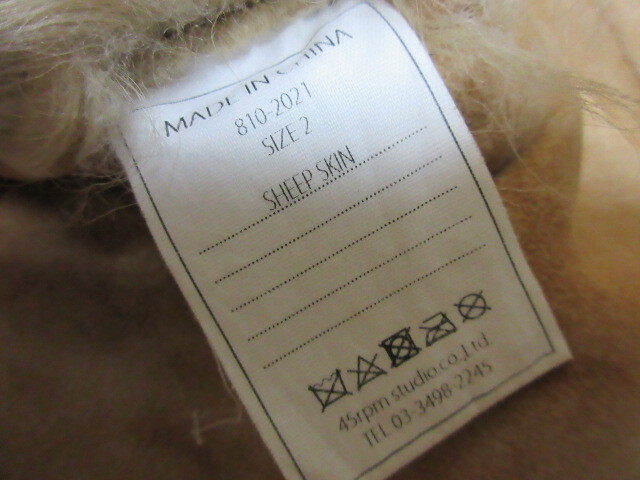 MADE IN CHINA
810-2021
SIZE 2
SHEEP SKIN
45rpm studio co.,Ltd.
TEL 03-3498-2245